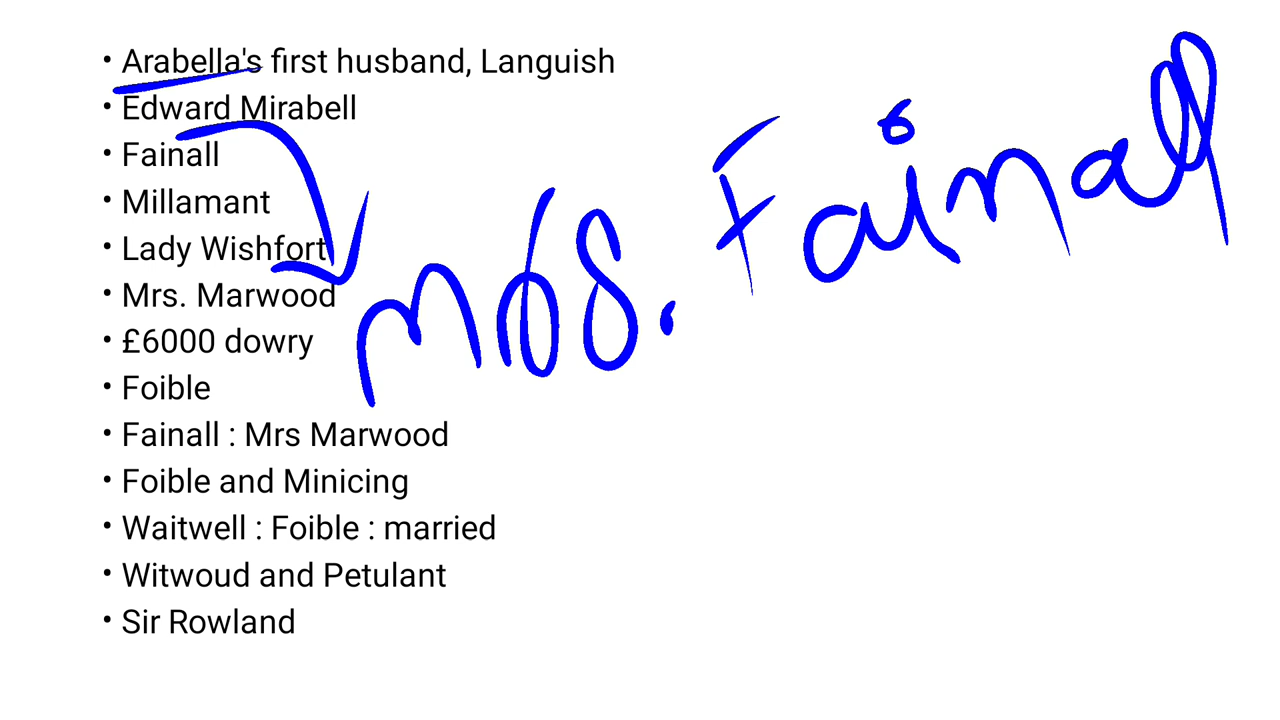 • Arabella's first husband, Languish
• Edward Mirabell
• Fainall
• Millamant
• Lady Wishfort
• Mrs. Marwood
• £6000 dowry
• Foible
• Fainall : Mrs Marwood
• Foible and Minicing
• Waitwell : Foible : married
• Witwoud and Petulant
• Sir Rowland
Mrs. Fainall